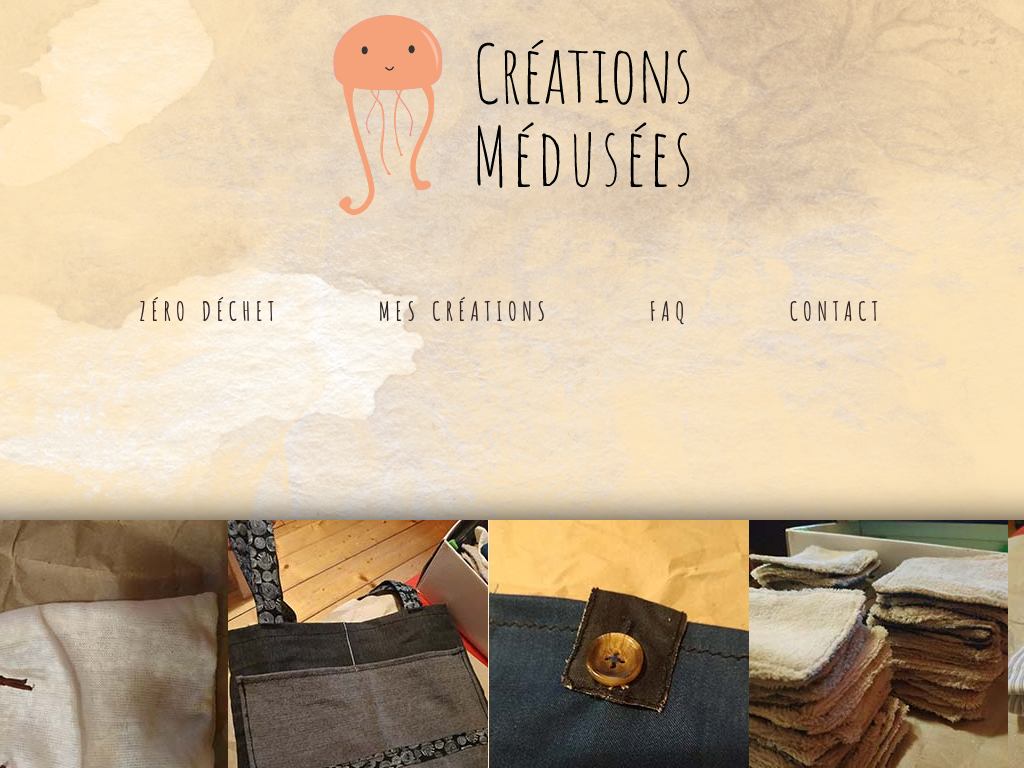 Créations
Médusées
ZÉRO DÉCHET
MES CRÉATIONS
FAQ
CONTACT